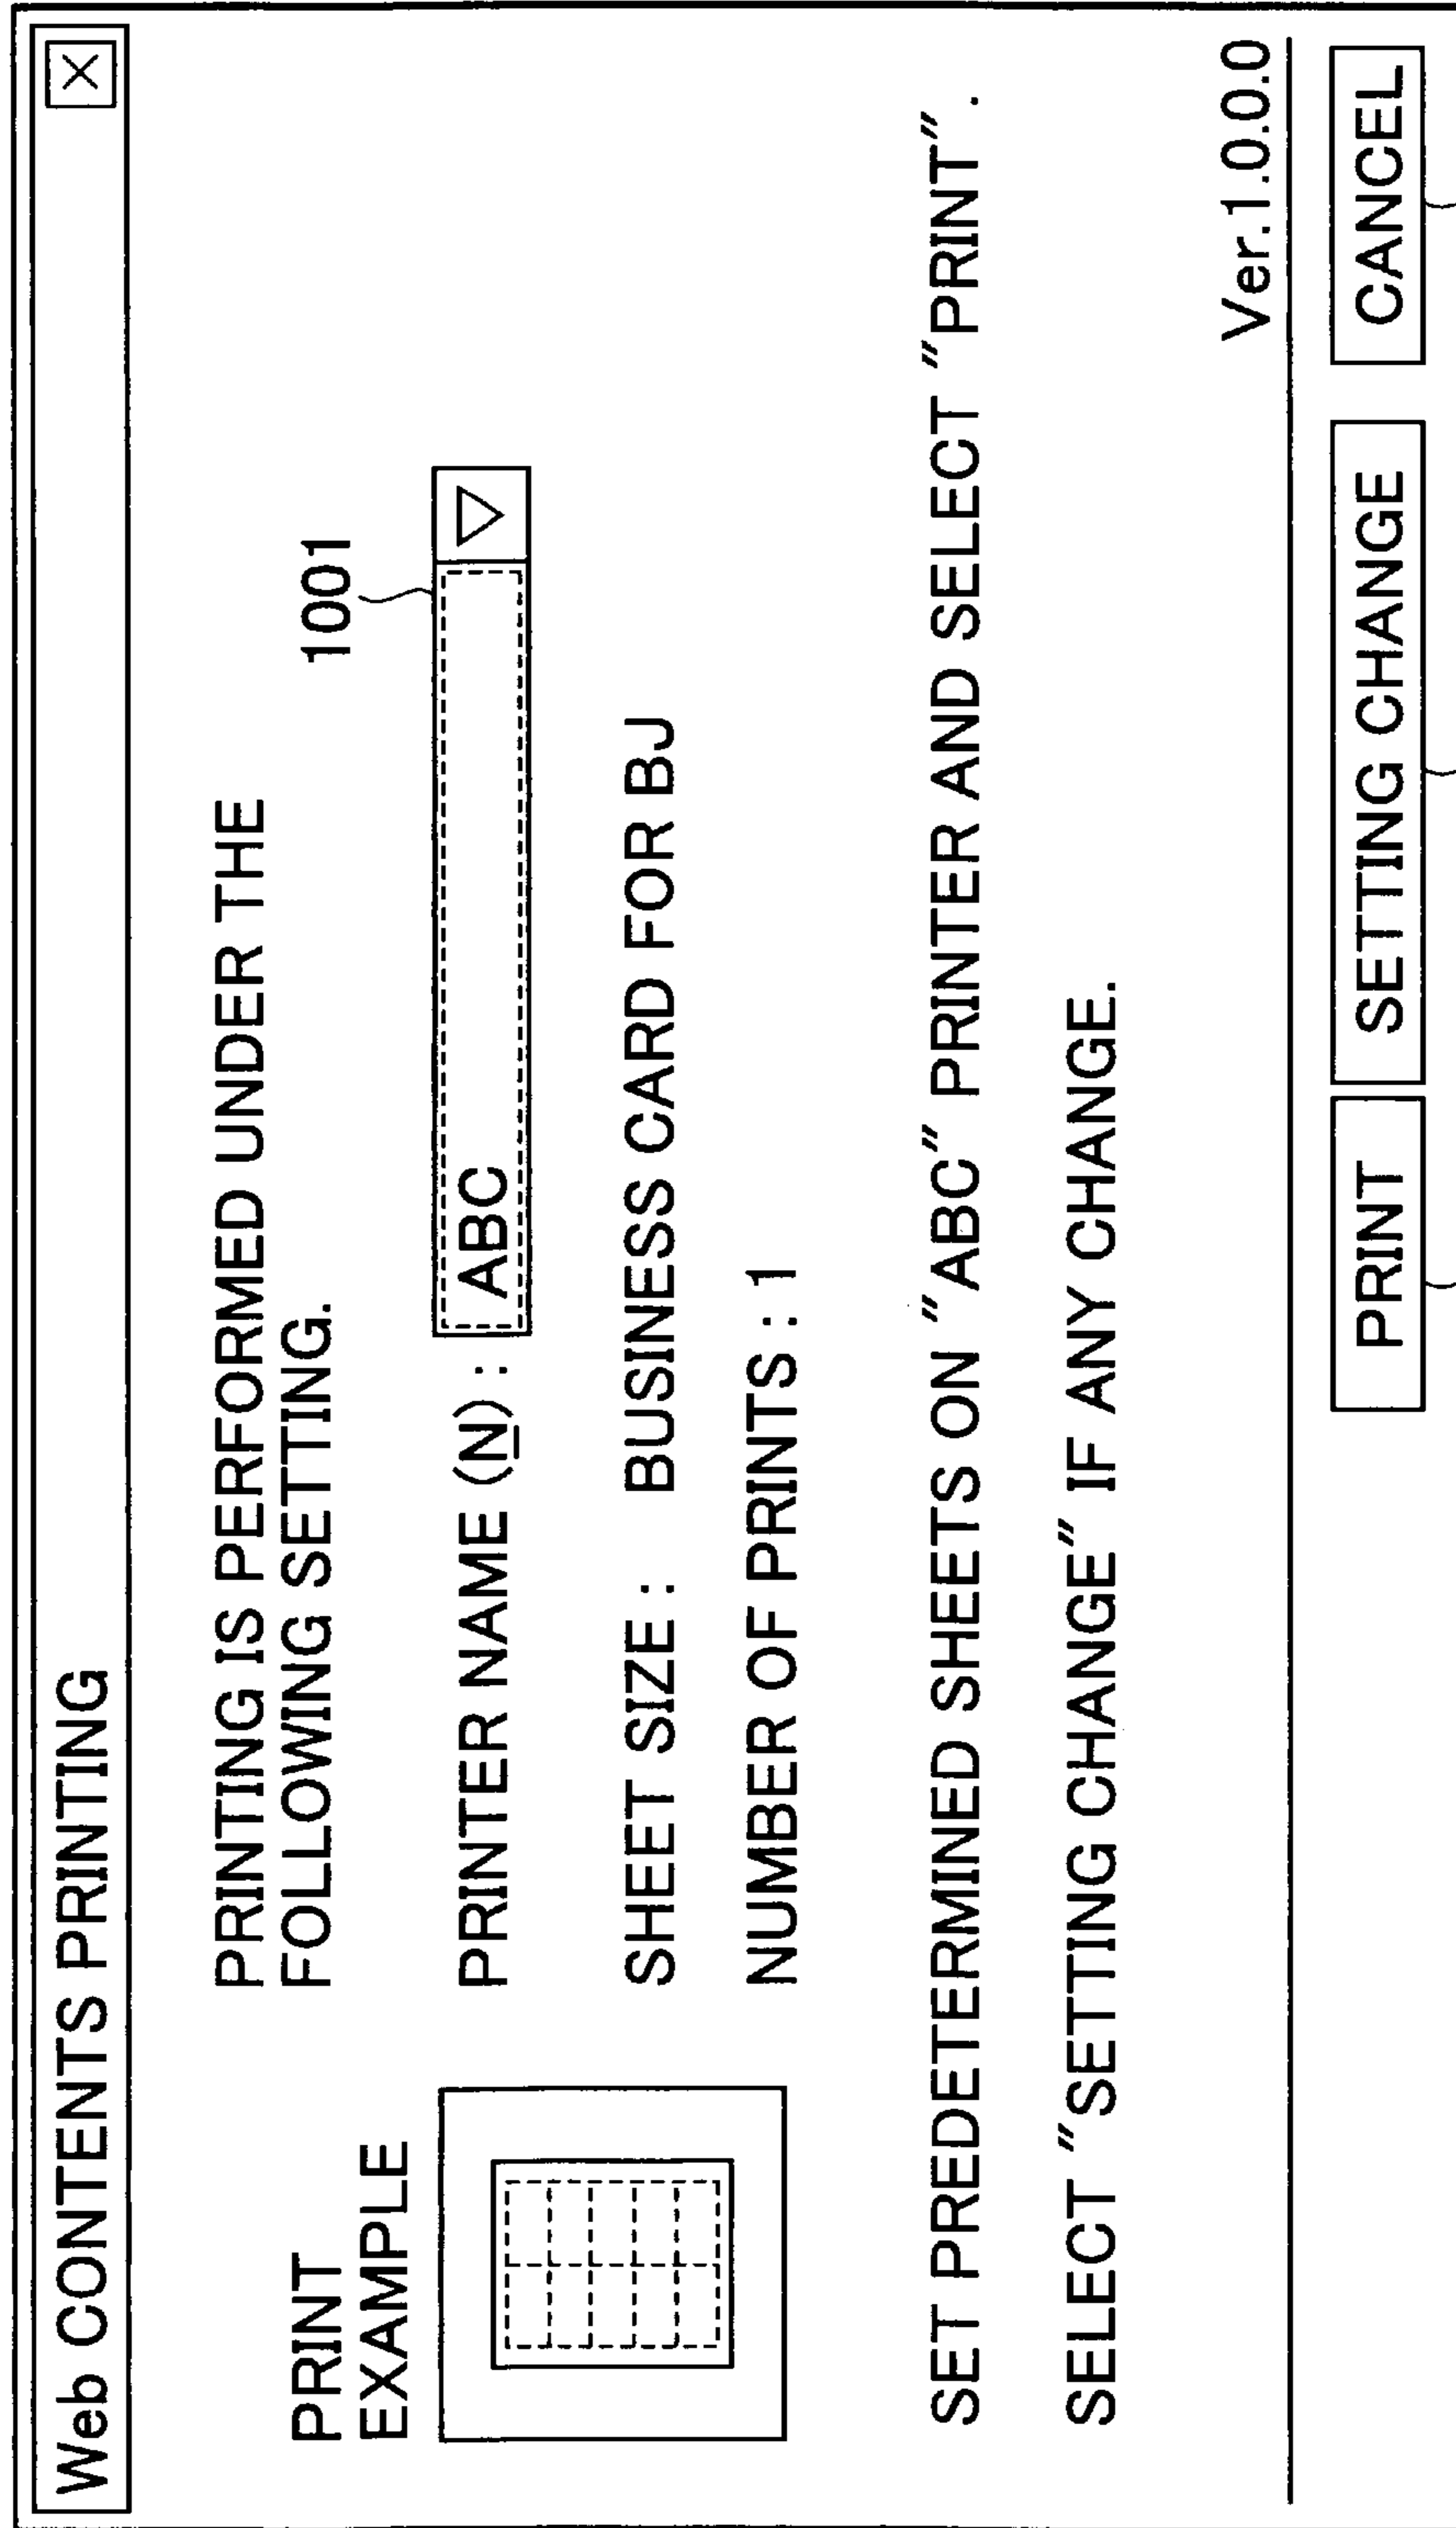 Web CONTENTS PRINTING
PRINTING IS PERFORMED UNDER THE
FOLLOWING SETTING.
1001
PRINT
EXAMPLE
PRINTER NAME (N) : ABC
SHEET SIZE : BUSINESS CARD FOR BJ
NUMBER OF PRINTS : 1
SET PREDETERMINED SHEETS ON "ABC" PRINTER AND SELECT "PRINT".
SELECT "SETTING CHANGE" IF ANY CHANGE.
Ver.1.0.0.0
PRINT SETTING CHANGE CANCEL